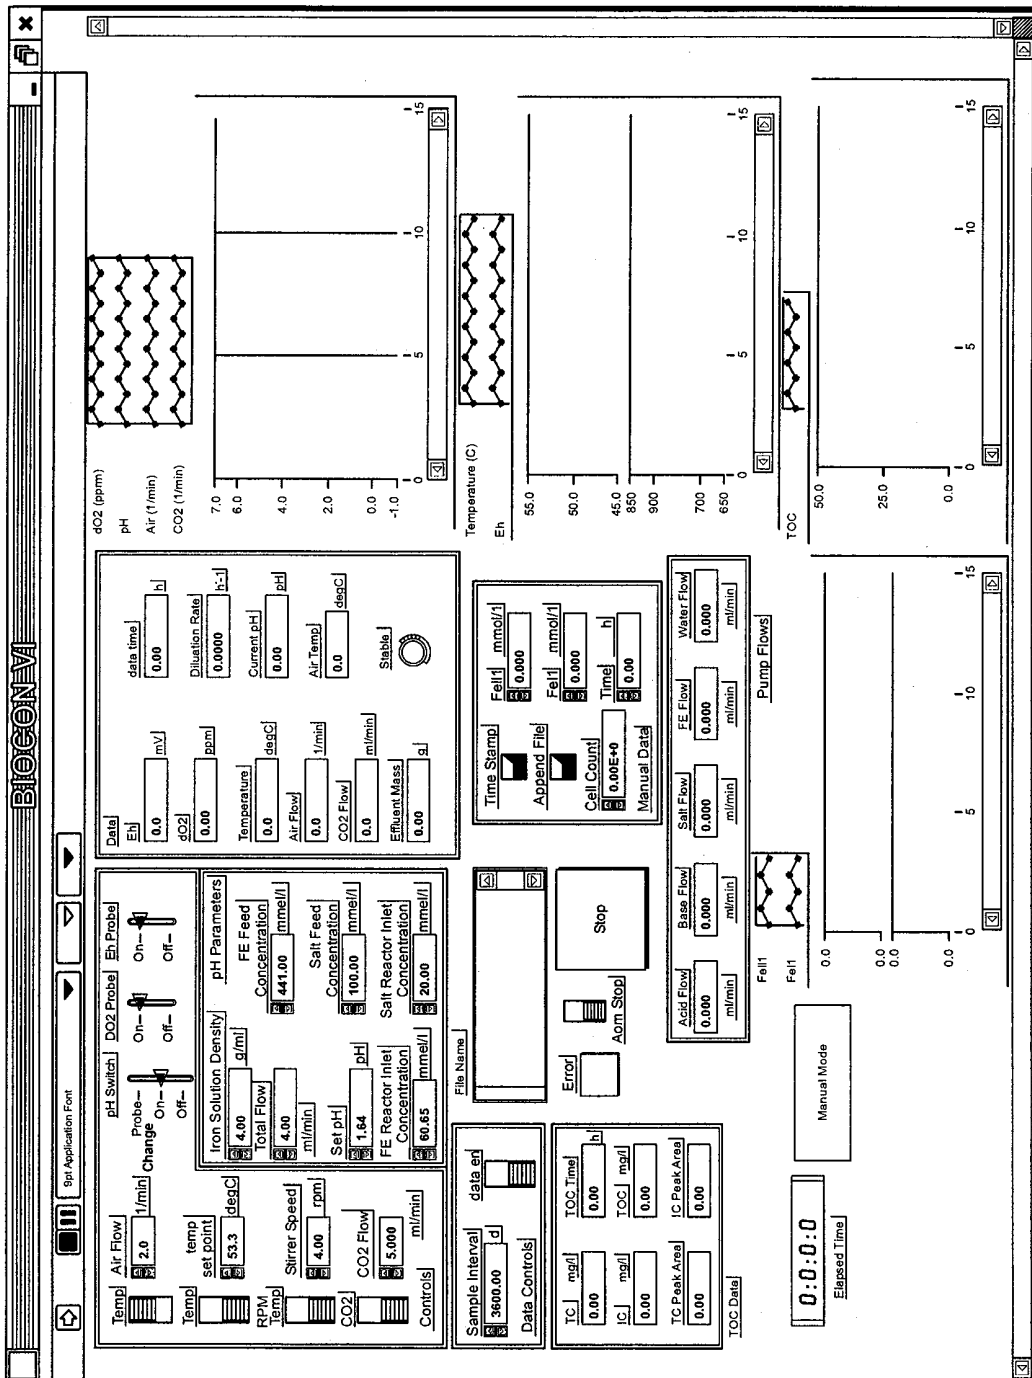 BIOCON VI
9pt Application Font
Temp
Air Flow
2.0
1/min
Temp
temp
set point
53.3
degC
RPM
Temp
Stirrer Speed
4.00
rpm
CO2
CO2 Flow
5.000
ml/min
Controls
pH Switch
Probe
Change
On
Off
DO2 Probe
On
Off
Eh Probe
On
Off
Iron Solution Density
4.00
g/ml
Total Flow
4.00
ml/min
Set pH
1.64
pH
FE Reactor Inlet
Concentration
60.65
mmel/l
pH Parameters
FE Feed
Concentration
441.00
mmel/l
Salt Feed
Concentration
100.00
mmel/l
Salt Reactor Inlet
Concentration
20.00
mmel/l
Data
Eh
0.0
mV
dO2
0.00
ppm
Temperature
0.0
degC
Air Flow
0.0
1/min
CO2 Flow
0.0
ml/min
Effluent Mass
0.00
g
data time
0.00
h
Diluation Rate
0.0000
h'-1
Current pH
0.00
pH
Air Temp
0.0
degC
Stable
dO2 (pprm)
pH
Air (1/min)
CO2 (1/min)
7.0
6.0
4.0
2.0
0.0
-1.0
0
5
10
15
Sample Interval
3600.00
d
data en
Data Controls
File Name
Time Stamp
Append File
Cell Count
0.00E+0
Manual Data
FeII1
mmol/1
0.000
FeI1
mmol/1
0.000
Time
h
0.00
Temperature (C)
Eh
55.0
50.0
45.0
850
900
700
650
0
10
15
TC
mg/l
0.00
TOC Time
h
0.00
IC
mg/l
0.00
TOC
mg/l
0.00
TC Peak Area
0.00
IC Peak Area
0.00
TOC Data
Error
Aom Stop
Stop
Acid Flow
0.000
ml/min
Base Flow
0.000
ml/min
Salt Flow
0.000
ml/min
FE Flow
0.000
ml/min
Water Flow
0.000
ml/min
Pump Flows
TOC
50.0
25.0
0.0
0
5
10
15
0:0:0:0
Elapsed Time
Manual Mode
FeII1
FeI1
0.0
0.0
0.0
0
5
10
15